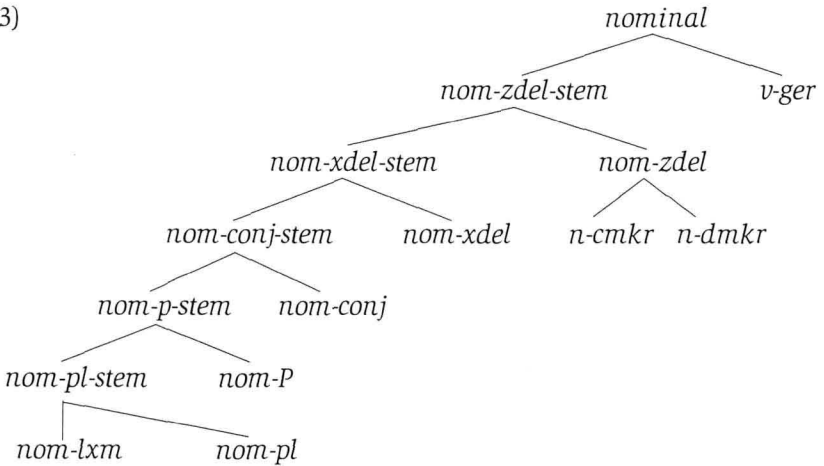 3) nominal
nom-zdel-stem v-ger
nom-xdel-stem nom-zdel
nom-conj-stem nom-xdel n-cmkr n-dmkr
nom-p-stem nom-conj
nom-pl-stem nom-P
nom-lxm nom-pl